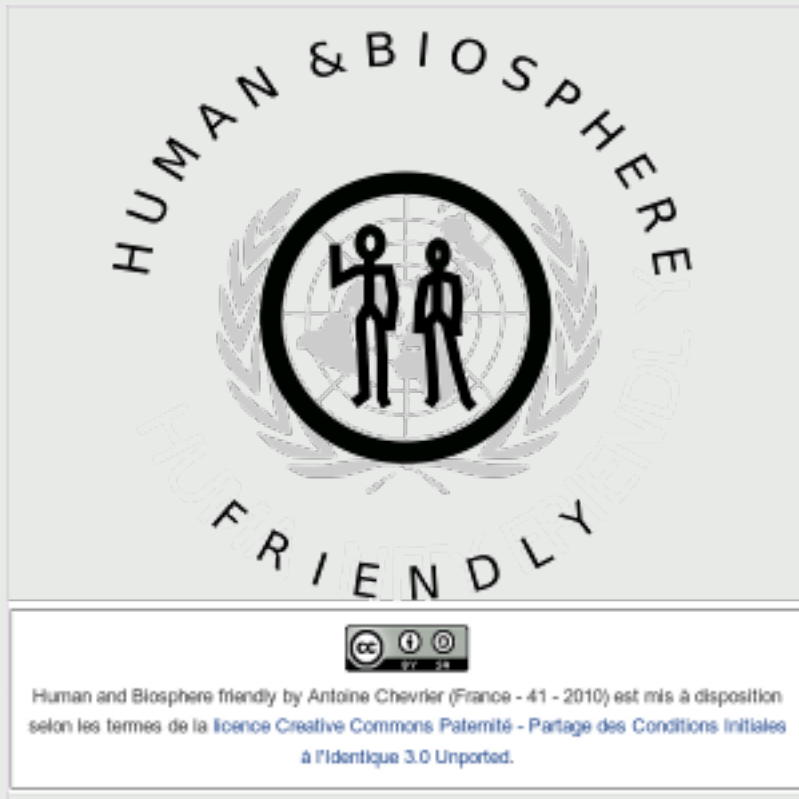 HUMAN & BIOSPHERE
FRIENDLY
cc BY SA
Human and Biosphere friendly by Antoine Chevrier (France - 41 - 2010) est mis à disposition
selon les termes de la licence Creative Commons Paternité - Partage des Conditions Initiales
à l'Identique 3.0 Unported.